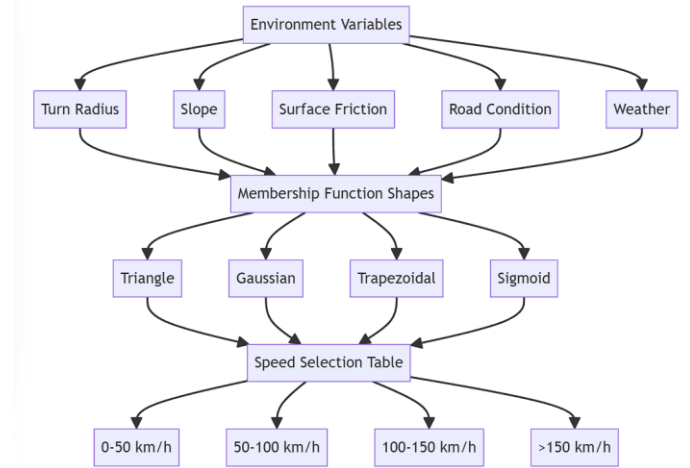 Environment Variables
Turn Radius
Slope
Surface Friction
Road Condition
Weather
Membership Function Shapes
Triangle
Gaussian
Trapezoidal
Sigmoid
Speed Selection Table
0-50 km/h
50-100 km/h
100-150 km/h
>150 km/h